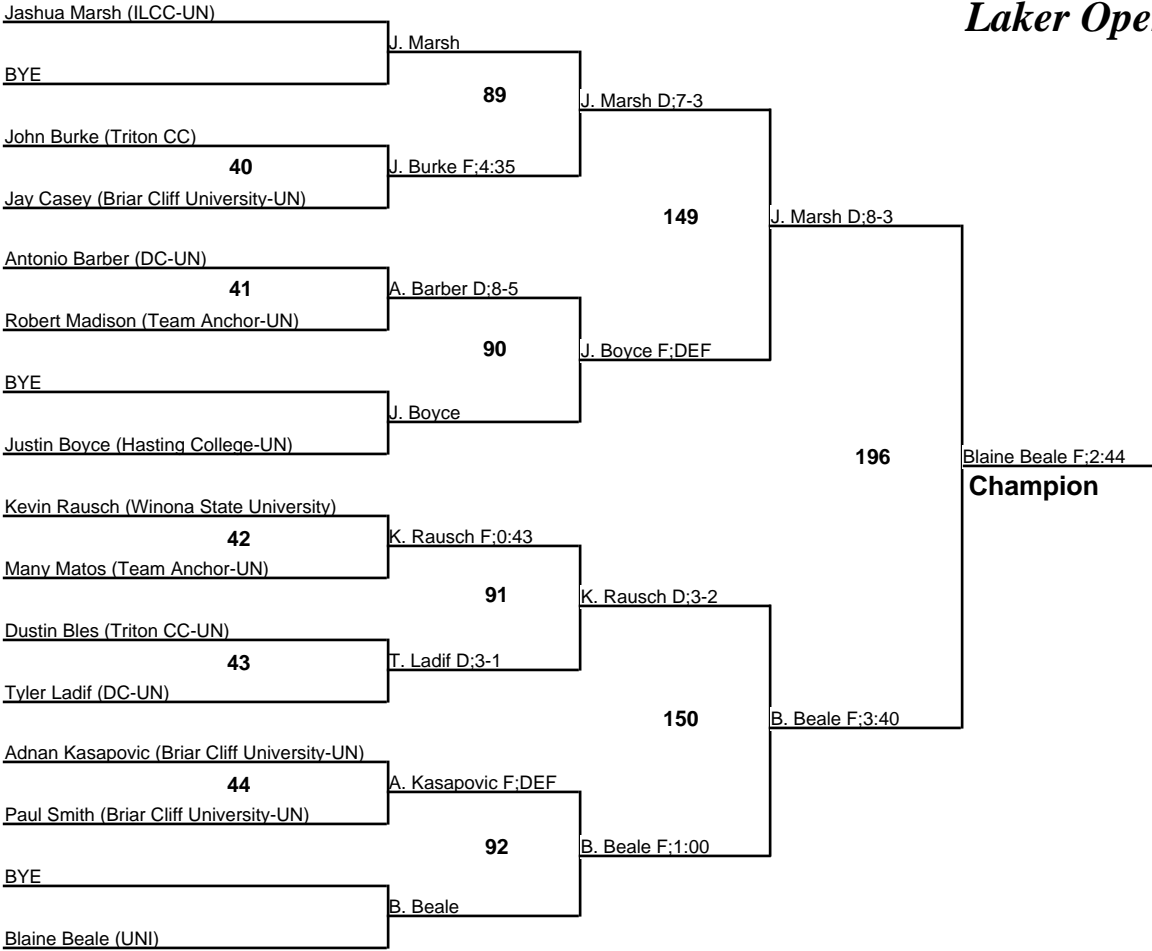 Laker Ope
Jashua Marsh (ILCC-UN)
J. Marsh
BYE
89
J. Marsh D;7-3
John Burke (Triton CC)
40
J. Burke F;4:35
Jay Casey (Briar Cliff University-UN)
149
J. Marsh D;8-3
Antonio Barber (DC-UN)
41
A. Barber D;8-5
Robert Madison (Team Anchor-UN)
90
J. Boyce F;DEF
BYE
J. Boyce
Justin Boyce (Hasting College-UN)
196
Blaine Beale F;2:44
Champion
Kevin Rausch (Winona State University)
42
K. Rausch F;0:43
Many Matos (Team Anchor-UN)
91
K. Rausch D;3-2
Dustin Bles (Triton CC-UN)
43
T. Ladif D;3-1
Tyler Ladif (DC-UN)
150
B. Beale F;3:40
Adnan Kasapovic (Briar Cliff University-UN)
44
A. Kasapovic F;DEF
Paul Smith (Briar Cliff University-UN)
92
B. Beale F;1:00
BYE
B. Beale
Blaine Beale (UNI)